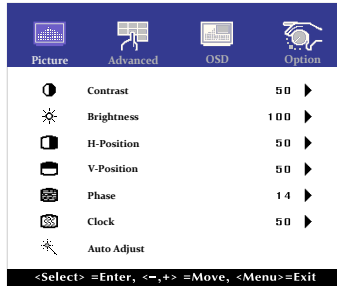 Picture Advanced OSD Option
Contrast 50
Brightness 100
H-Position 50
V-Position 50
Phase 14
Clock 50
Auto Adjust
<Select> =Enter, <−,+> =Move, <Menu>=Exit